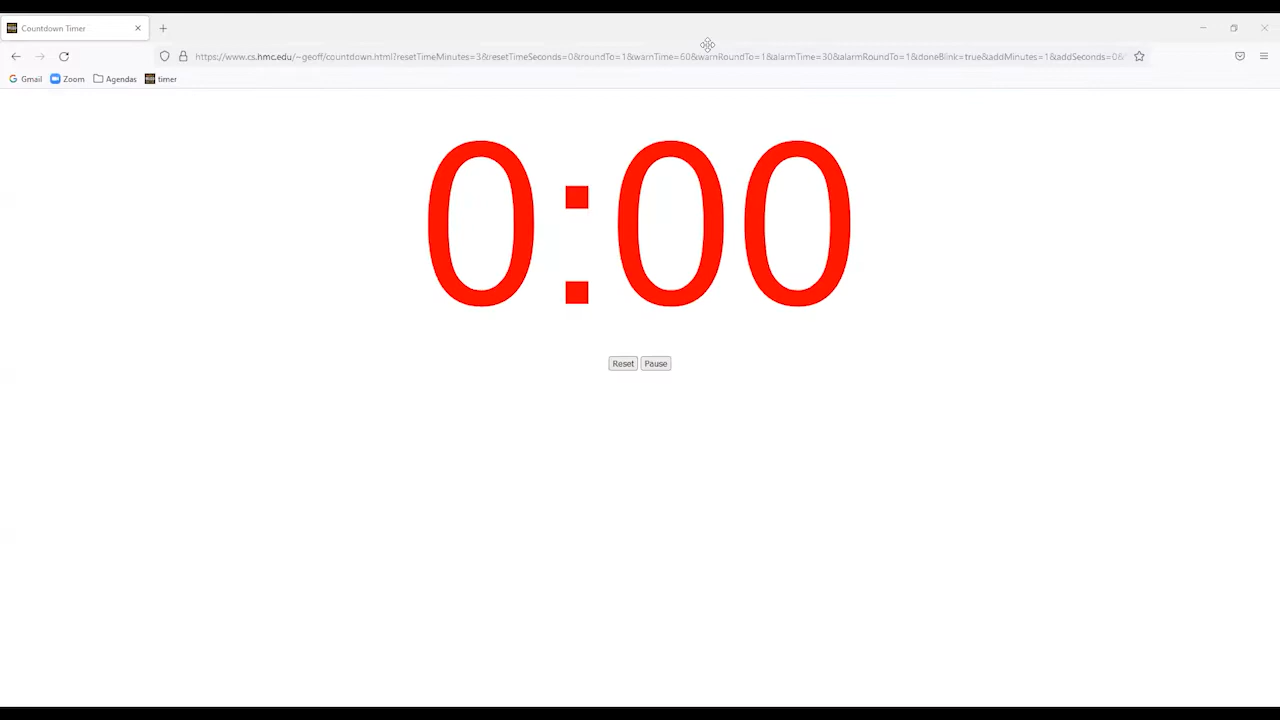 Countdown Timer
https://www.cs.hmc.edu/~geoff/countdown.html?resetTimeMinutes=3&resetTimeSeconds=0&roundTo=1&warnTime=60&warnRoundTo=1&alarmTime=30&alarmRoundTo=1&doneBlink=true&addMinutes=1&addSeconds=0&
Gmail Zoom Agendas timer
0:00
Reset Pause